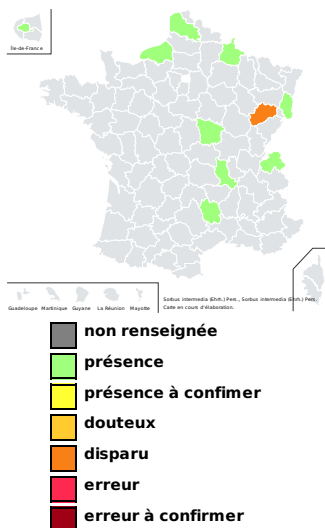 Île-de-France
Guadeloupe Martinique Guyane La Réunion Mayotte
Sorbus intermedia (Ehrh.) Pers., Sorbus intermedia (Ehrh.) Pers.
Carte en cours d'élaboration.
non renseignée
présence
présence à confimer
douteux
disparu
erreur
erreur à confirmer